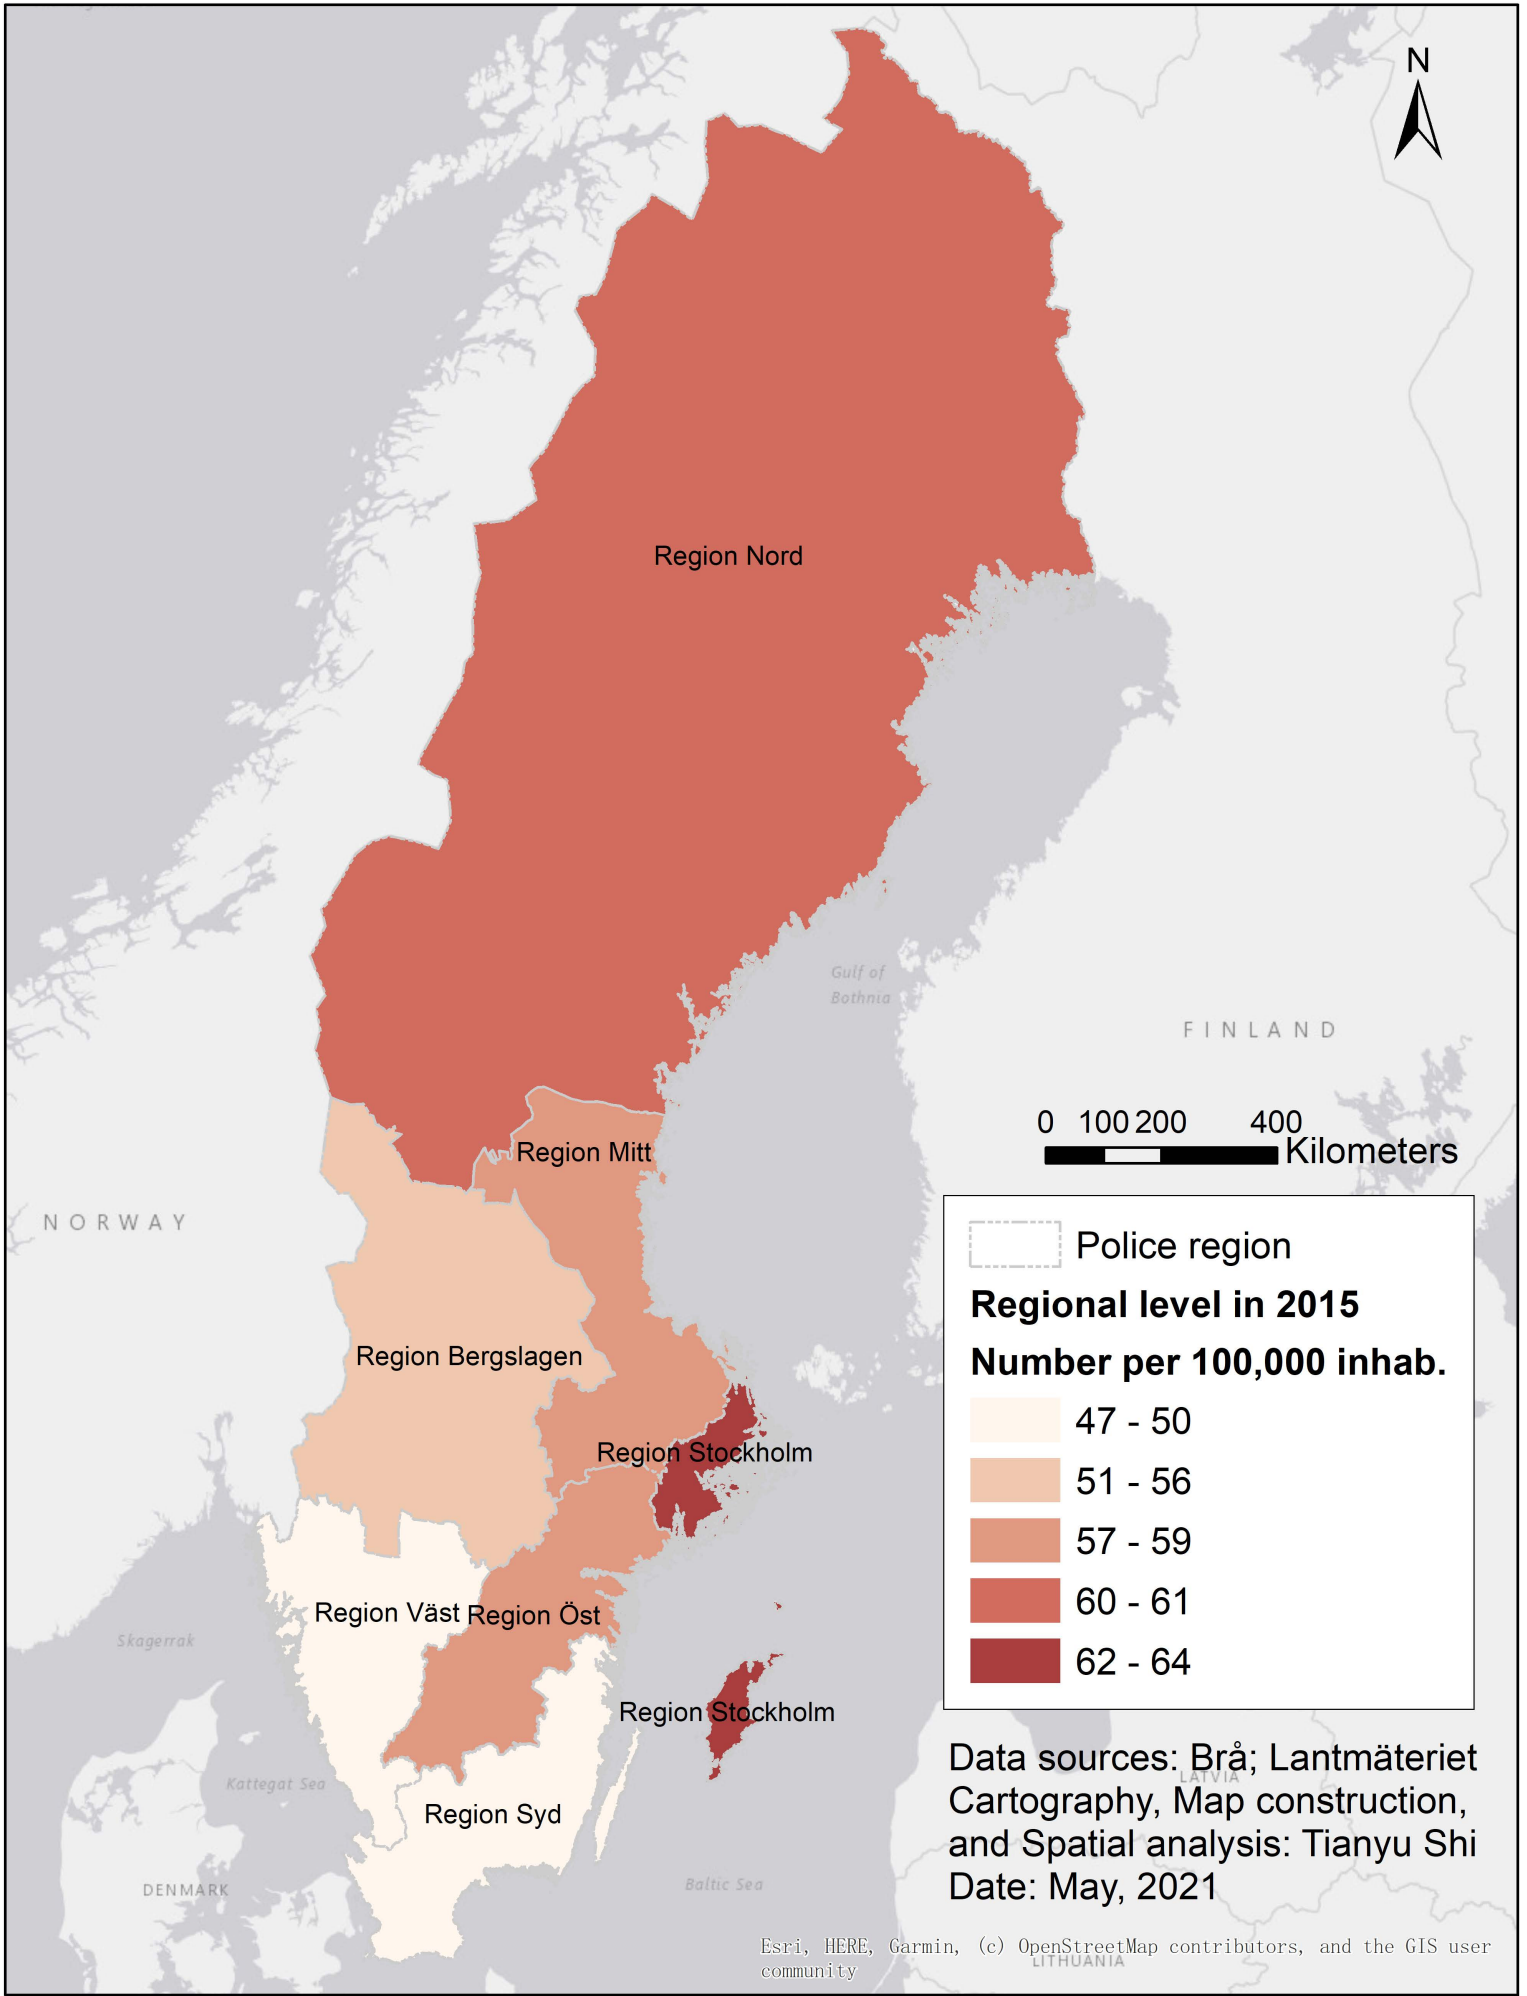 N
Region Nord
Gulf of
Bothnia
FINLAND
0 100 200 400
Kilometers
Region Mitt
NORWAY
Police region
Regional level in 2015
Number per 100,000 inhab.
47 - 50
51 - 56
57 - 59
60 - 61
62 - 64
Region Bergslagen
Region Stockholm
Region Väst
Region Öst
Skagerrak
Region Stockholm
Kattegat Sea
Region Syd
DENMARK
Baltic Sea
LATVIA
Data sources: Brå; Lantmäteriet
Cartography, Map construction,
and Spatial analysis: Tianyu Shi
Date: May, 2021
Esri, HERE, Garmin, (c) OpenStreetMap contributors, and the GIS user
community
LITHUANIA